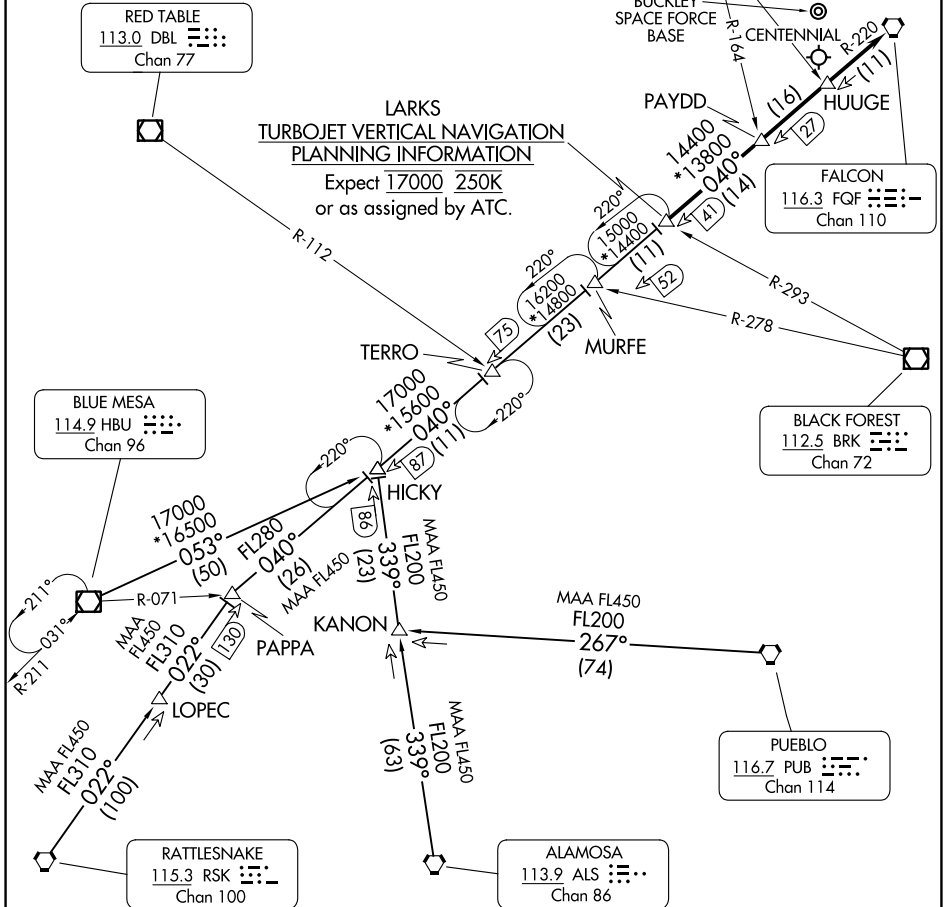 RED TABLE
113.0 DBL
Chan 77
BUCKLEY
SPACE FORCE
BASE
CENTENNIAL
R-164
R-220
(11)
HUUGE
(16)
PAYDD
27
LARKS
TURBOJET VERTICAL NAVIGATION
PLANNING INFORMATION
Expect 17000 250K
or as assigned by ATC.
14400
*13800
040°
(14)
41
FALCON
116.3 FQF
Chan 110
220°
15000
*14400
(11)
52
R-112
220°
16200
*14800
(23)
75
MURFE
R-293
R-278
TERRO
220°
BLACK FOREST
112.5 BRK
Chan 72
BLUE MESA
114.9 HBU
Chan 96
17000
*15600
040°
(11)
87
220°
HICKY
17000
*16500
053°
(50)
FL280
040°
(26)
MAA FL450
86
MAA FL450
FL200
339°
(23)
211°
031°
R-211
R-071
PAPPA
130
MAA
FL450
FL310
022°
(30)
LOPEC
KANON
MAA FL450
FL200
267°
(74)
MAA FL450
FL310
022°
(100)
MAA FL450
FL200
339°
(63)
PUEBLO
116.7 PUB
Chan 114
RATTLESNAKE
115.3 RSK
Chan 100
ALAMOSA
113.9 ALS
Chan 86